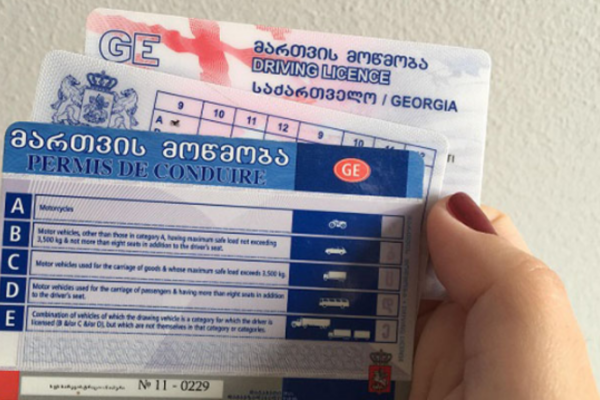 GE
მართვის მოწმობა
DRIVING LICENCE
საქართველო / GEORGIA
9 10 11 12
A
მართვის მოწმობა
PERMIS DE CONDUIRE
GE
A Motorcycles
B Motor vehicles, other than those in category A, having maximum safe load not exceeding
3,500 kg & not more than eight seats in addition to the driver's seat.
C Motor vehicles used for the carriage of goods & whose maximum safe load exceeds 3,500 kg.
D Motor vehicles used for the carriage of passengers & having more than eight seats in addition
to the driver's seat.
E Combination of vehicles of which the drawing vehicle is a category for which the driver is
licensed (B &/or C &/or D), but which are not themselves in that category or categories.
№ 11 - 0229